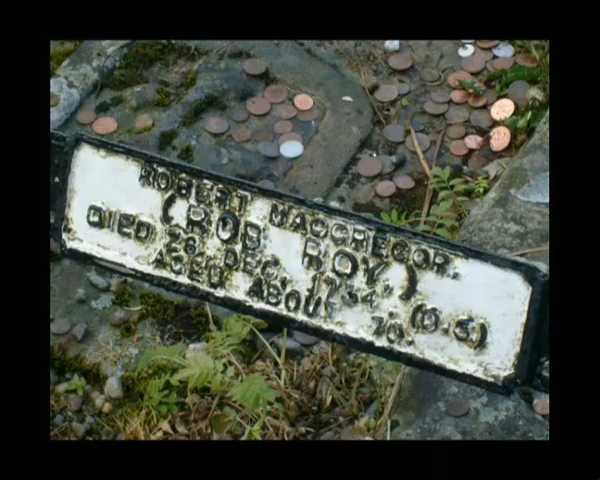 ROBERT MACGREGOR.
(ROB ROY.)
DIED 28 DEC, 1734. (O.S)
AGED ABOUT 70.